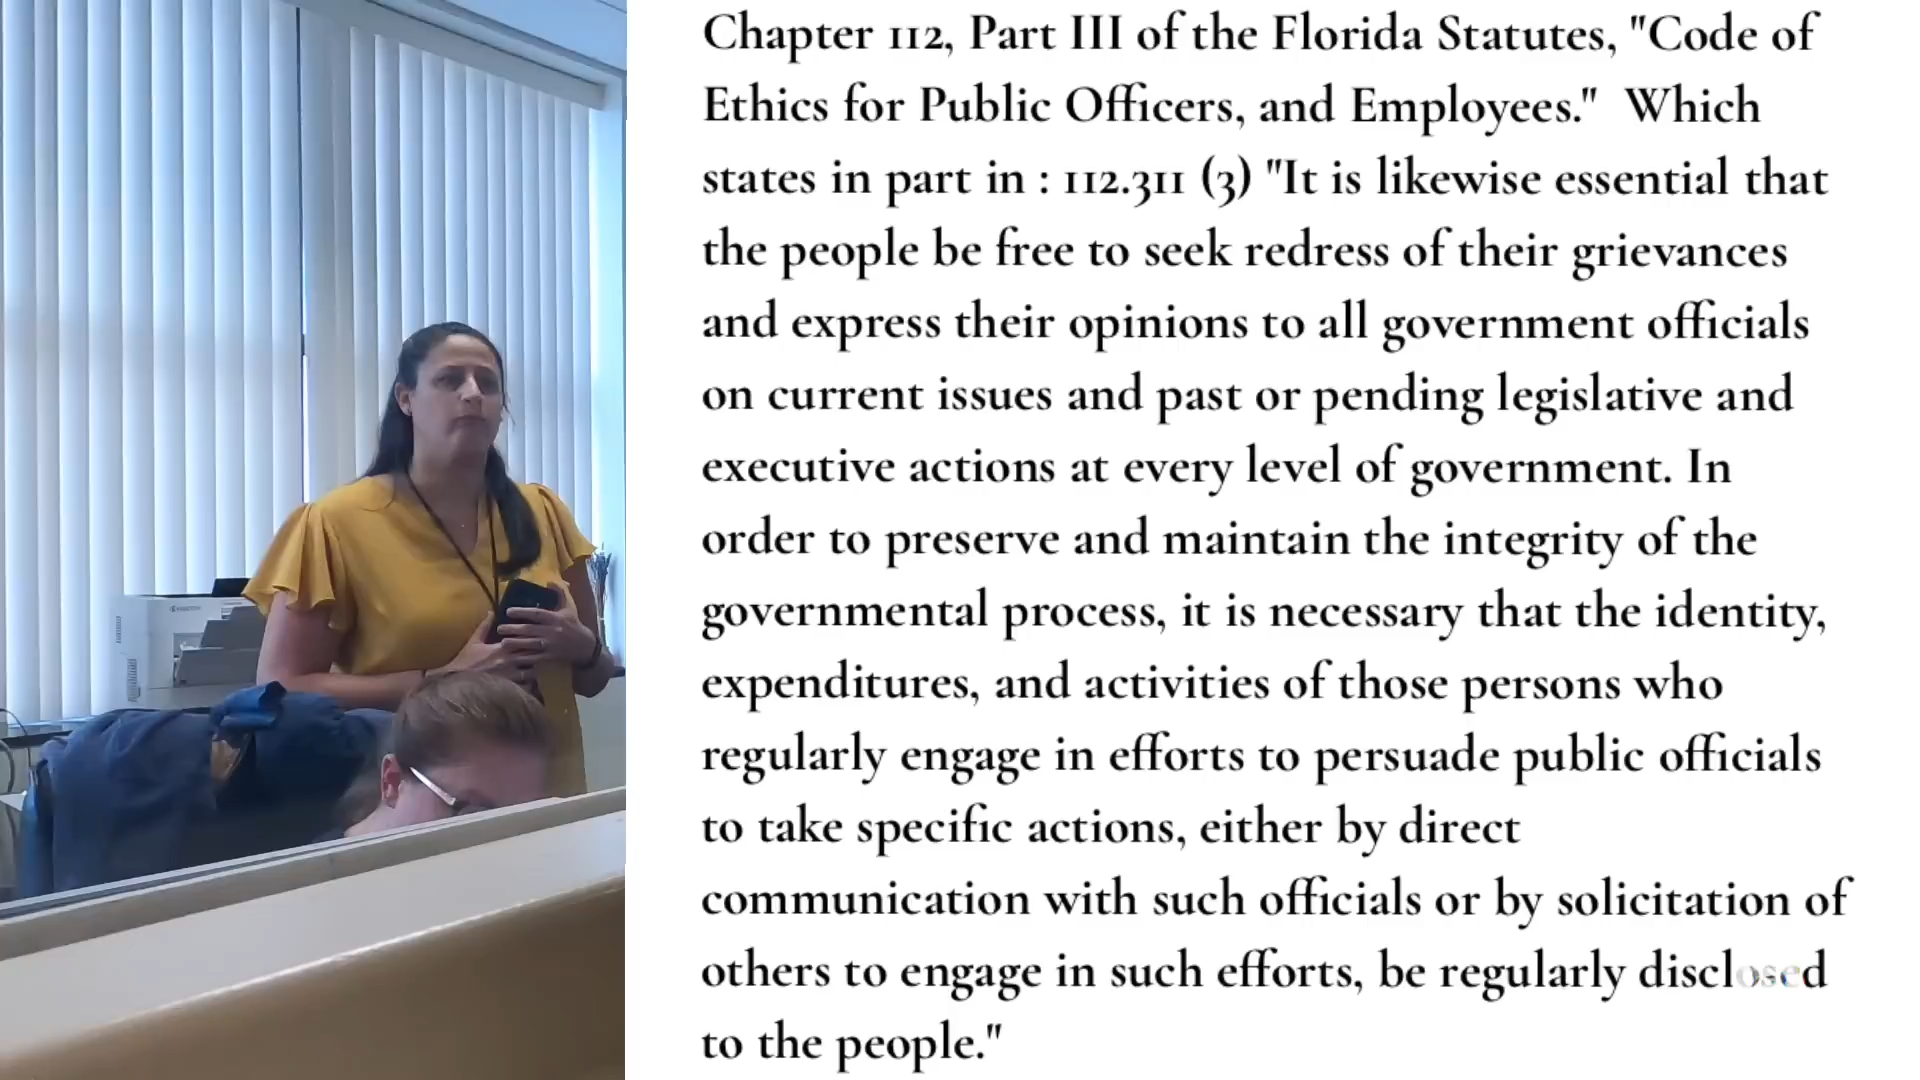 Chapter 112, Part III of the Florida Statutes, "Code of
Ethics for Public Officers, and Employees."  Which
states in part in : 112.311 (3) "It is likewise essential that
the people be free to seek redress of their grievances
and express their opinions to all government officials
on current issues and past or pending legislative and
executive actions at every level of government. In
order to preserve and maintain the integrity of the
governmental process, it is necessary that the identity,
expenditures, and activities of those persons who
regularly engage in efforts to persuade public officials
to take specific actions, either by direct
communication with such officials or by solicitation of
others to engage in such efforts, be regularly disclosed
to the people."